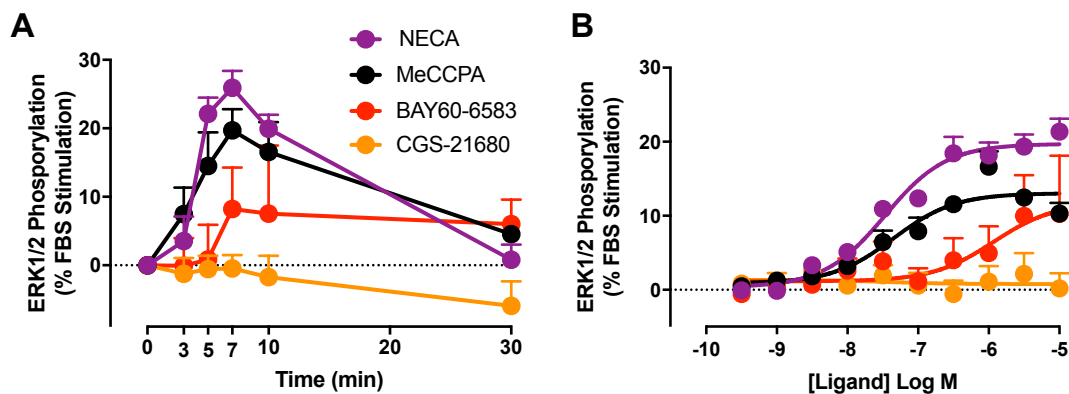 A
NECA
MeCCPA
BAY60-6583
CGS-21680
ERK1/2 Phosporylation
(% FBS Stimulation)
30
20
10
0
0
3
5
7
10
20
30
Time (min)
B
ERK1/2 Phosporylation
(% FBS Stimulation)
30
20
10
0
-10
-9
-8
-7
-6
-5
[Ligand] Log M